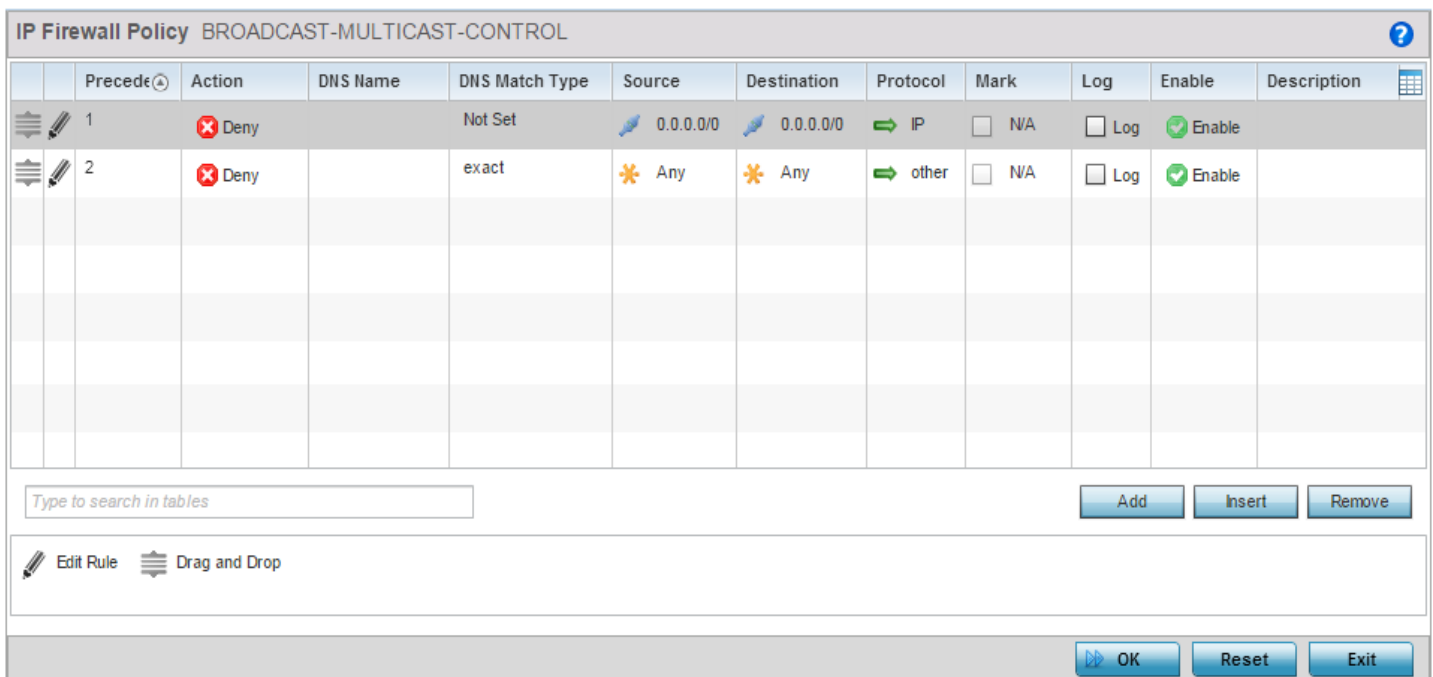 IP Firewall Policy BROADCAST-MULTICAST-CONTROL ?
Precede Action DNS Name DNS Match Type Source Destination Protocol Mark Log Enable Description
1 Deny Not Set 0.0.0.0/0 0.0.0.0/0 IP N/A Log Enable
2 Deny exact Any Any other N/A Log Enable
Type to search in tables Add Insert Remove
Edit Rule Drag and Drop
OK Reset Exit